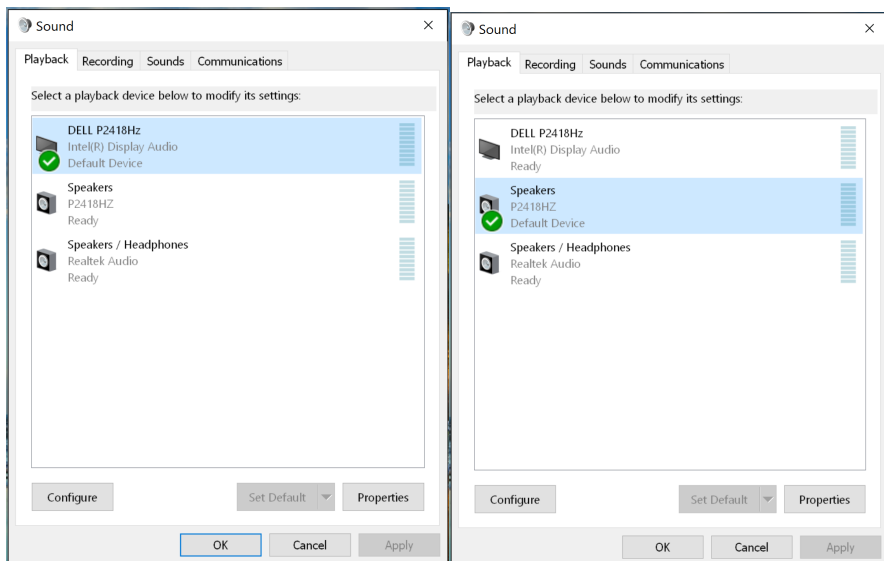 Sound
Playback Recording Sounds Communications
Select a playback device below to modify its settings:
DELL P2418Hz
Intel(R) Display Audio
Default Device
Speakers
P2418HZ
Ready
Speakers / Headphones
Realtek Audio
Ready
Configure Set Default Properties
OK Cancel Apply
Sound
Playback Recording Sounds Communications
Select a playback device below to modify its settings:
DELL P2418Hz
Intel(R) Display Audio
Ready
Speakers
P2418HZ
Default Device
Speakers / Headphones
Realtek Audio
Ready
Configure Set Default Properties
OK Cancel Apply